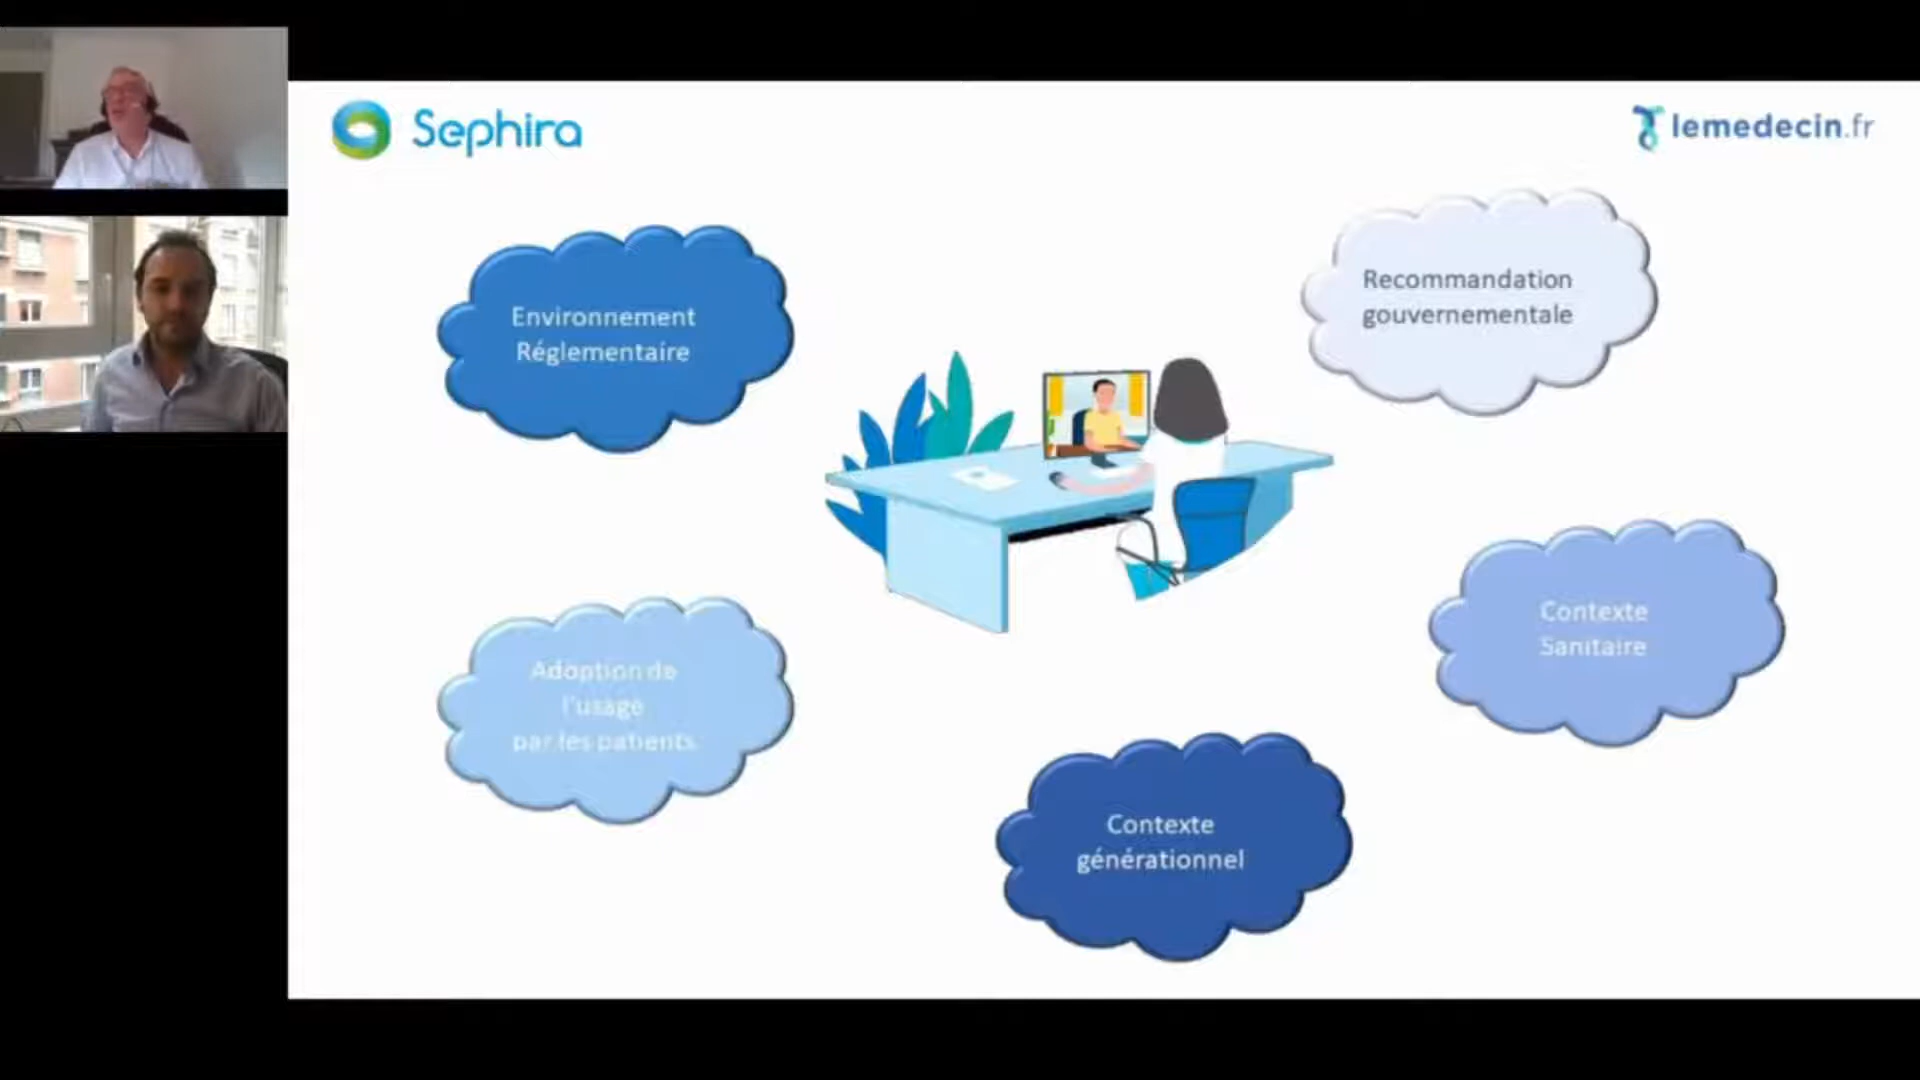 Sephira
lemedecin.fr
Environnement
Réglementaire
Recommandation
gouvernementale
Contexte
Sanitaire
Adoption de
l'usage
par les patients
Contexte
générationnel